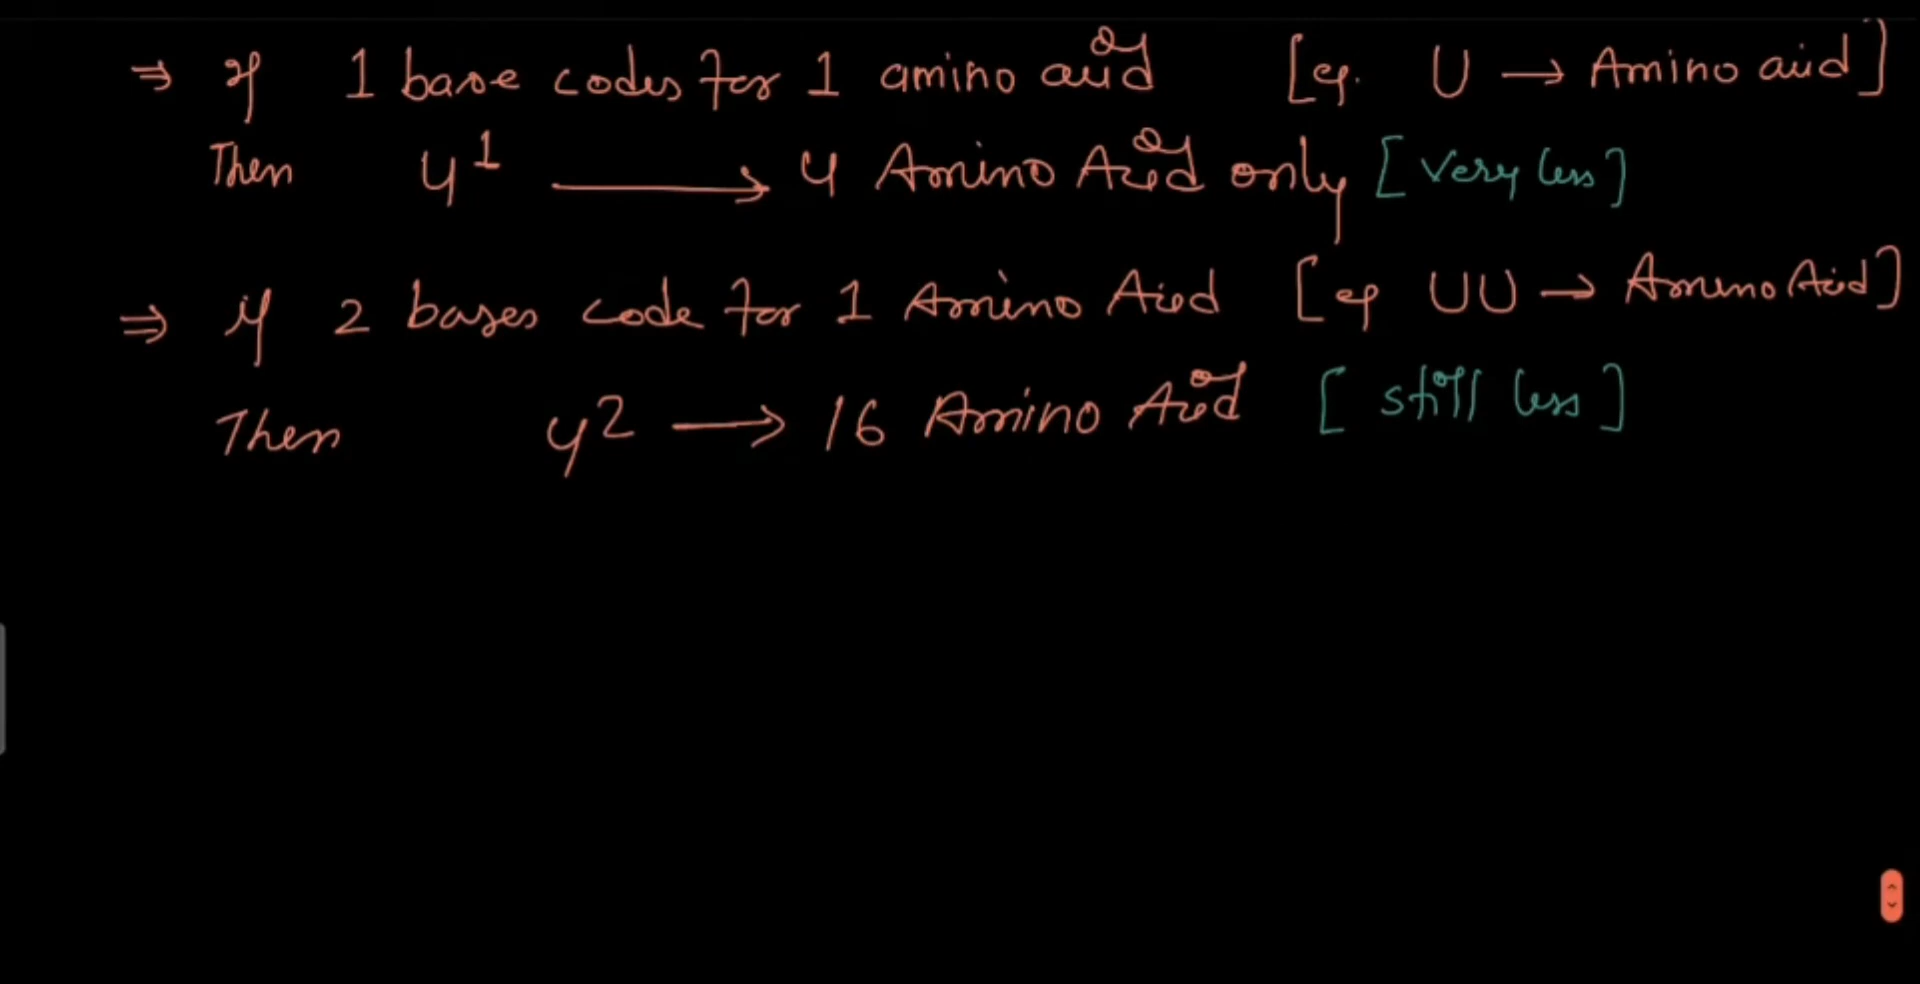 ⇒ If 1 base codes for 1 amino acid [eg. U → Amino acid]
Then 4¹ → 4 Amino Acid only [Very less]
⇒ If 2 bases code for 1 Amino Acid [eg UU → Amino Acid]
Then 4² → 16 Amino Acid [still less]